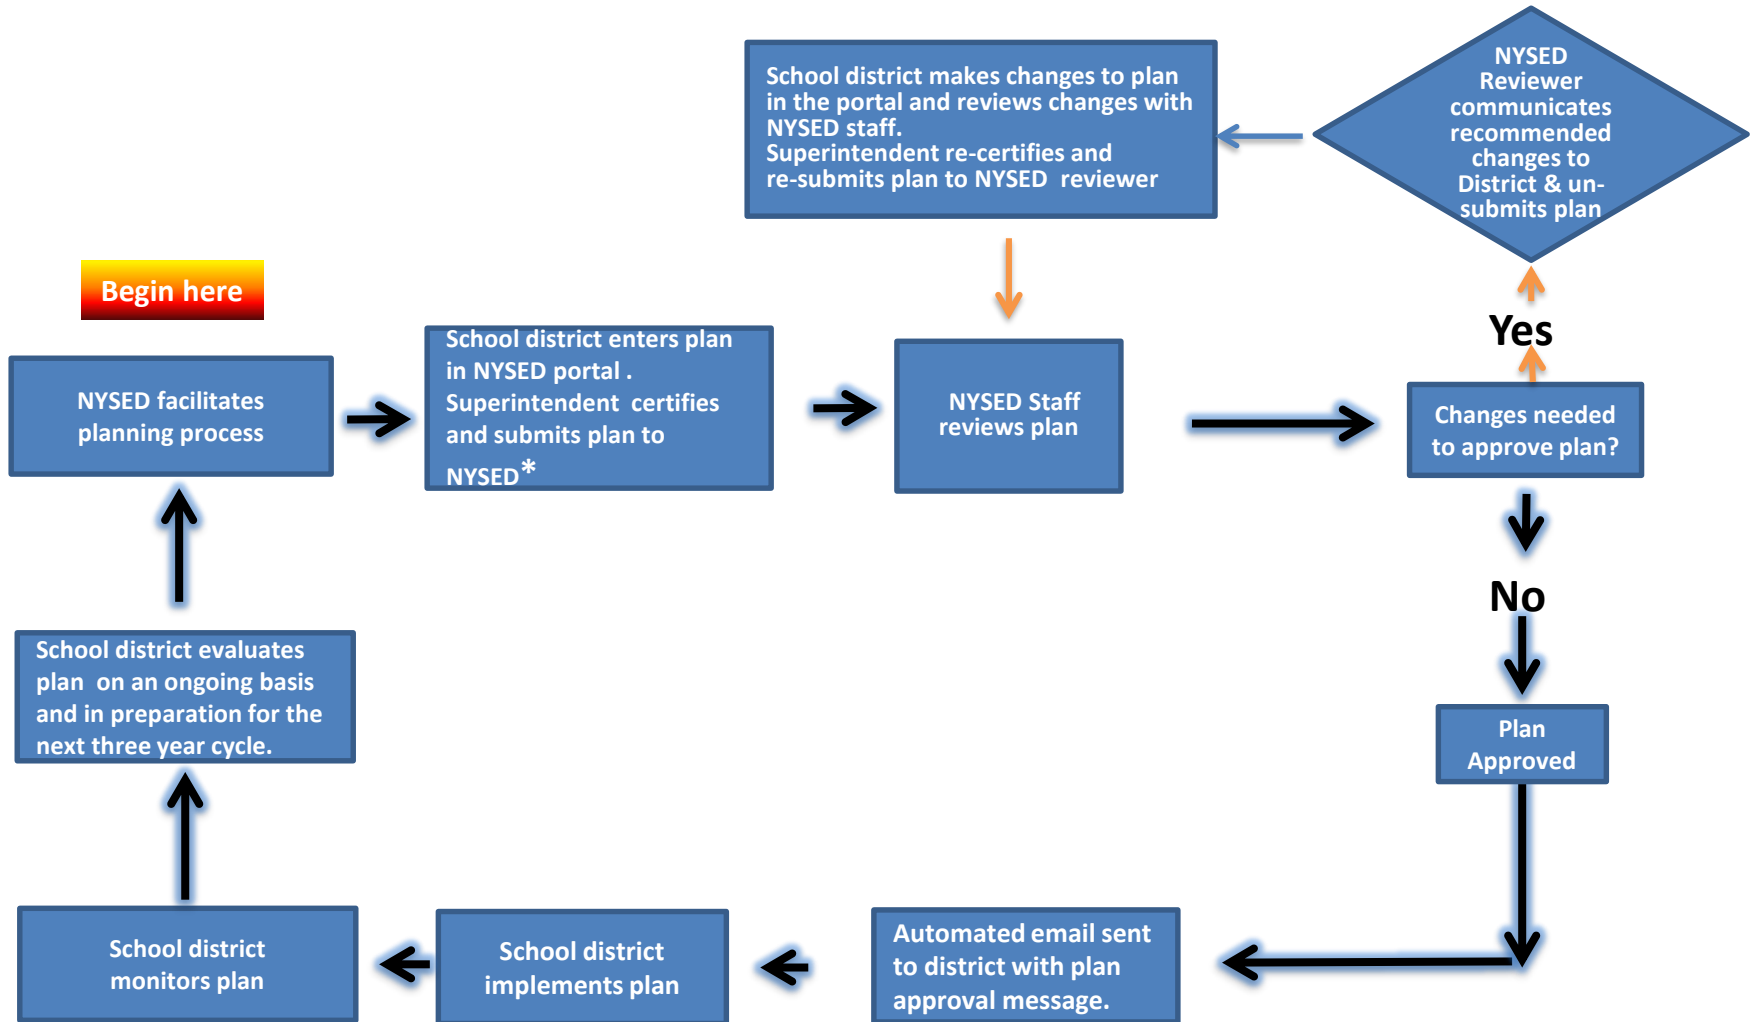 Begin here
NYSED facilitates
planning process
School district enters plan
in NYSED portal .
Superintendent  certifies
and submits plan to
NYSED*
School district makes changes to plan
in the portal and reviews changes with
NYSED staff.
Superintendent re-certifies and
re-submits plan to NYSED  reviewer
NYSED
Reviewer
communicates
recommended
changes to
District & un-
submits plan
NYSED Staff
reviews plan
Yes
Changes needed
to approve plan?
No
Plan
Approved
Automated email sent
to district with plan
approval message.
School district
implements plan
School district
monitors plan
School district evaluates
plan  on an ongoing basis
and in preparation for the
next three year cycle.